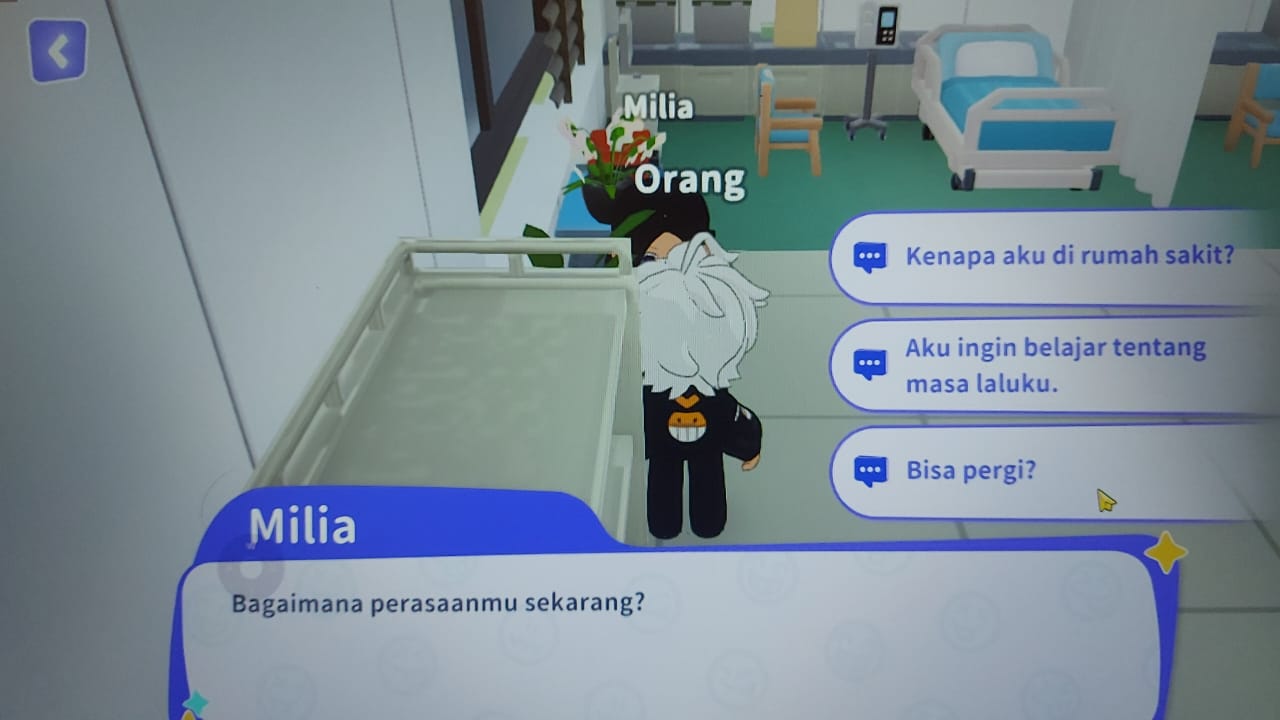 Milia
Orang
Kenapa aku di rumah sakit?
Aku ingin belajar tentang
masa laluku.
Bisa pergi?
Milia
Bagaimana perasaanmu sekarang?